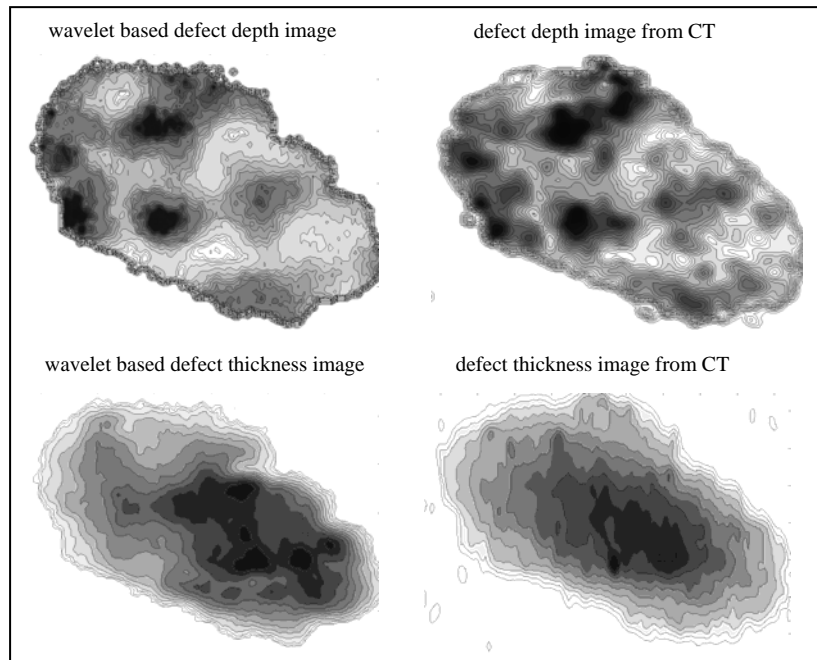 wavelet based defect depth image
defect depth image from CT
wavelet based defect thickness image
defect thickness image from CT